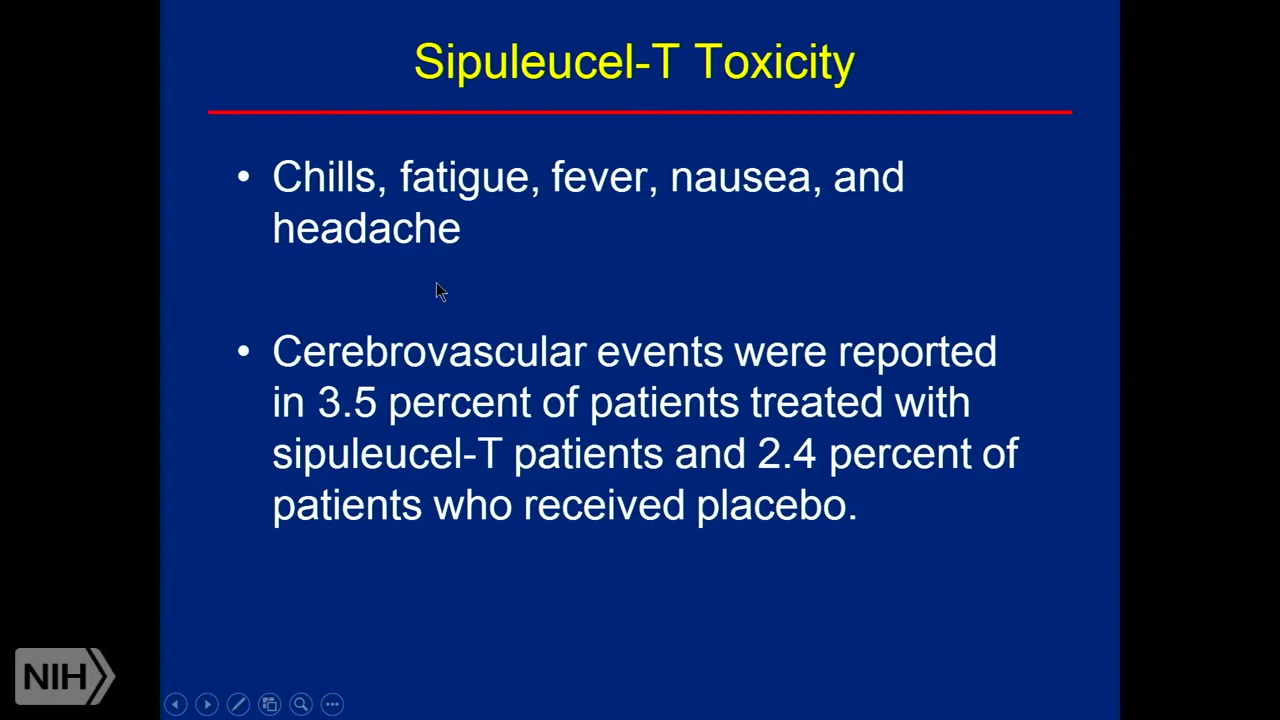 Sipuleucel-T Toxicity
• Chills, fatigue, fever, nausea, and
headache
• Cerebrovascular events were reported
in 3.5 percent of patients treated with
sipuleucel-T patients and 2.4 percent of
patients who received placebo.
NIH